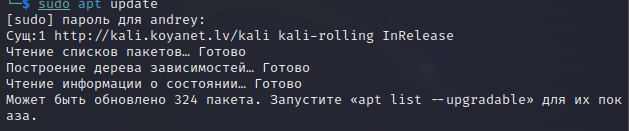 └─$ sudo apt update
[sudo] пароль для andrey:
Сущ:1 http://kali.koyanet.lv/kali kali-rolling InRelease
Чтение списков пакетов… Готово
Построение дерева зависимостей… Готово
Чтение информации о состоянии… Готово
Может быть обновлено 324 пакета. Запустите «apt list --upgradable» для их пок
аза.